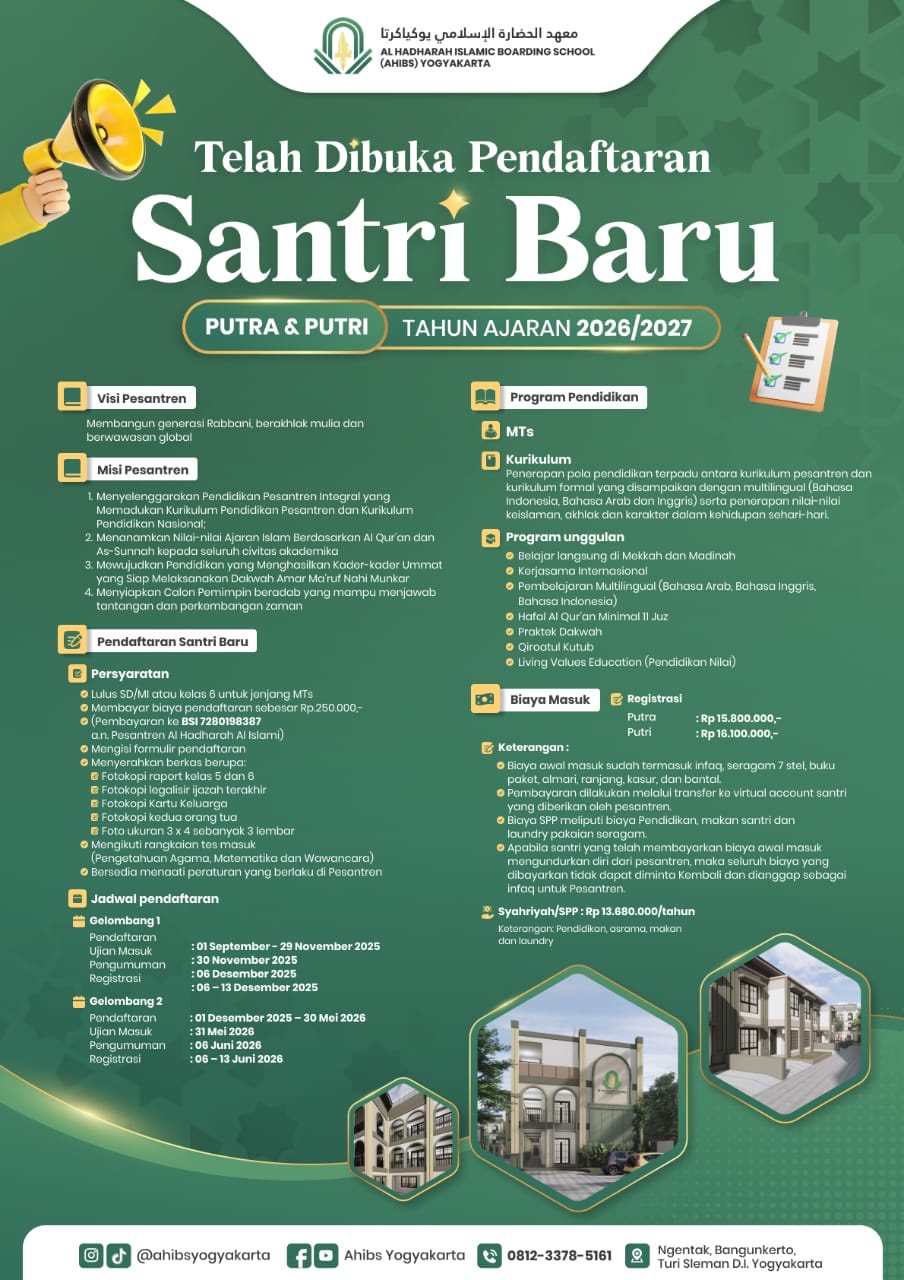 معهد الحضارة الإسلامي يوكياكرتا
AL HADHARAH ISLAMIC BOARDING SCHOOL
(AHIBS) YOGYAKARTA
Telah Dibuka Pendaftaran
Santri Baru
PUTRA & PUTRI
TAHUN AJARAN 2026/2027
Visi Pesantren
Membangun generasi Rabbani, berakhlak mulia dan
berwawasan global
Misi Pesantren
1. Menyelenggarakan Pendidikan Pesantren Integral yang
Memadukan Kurikulum Pendidikan Pesantren dan Kurikulum
Pendidikan Nasional;
2. Menanamkan Nilai-nilai Ajaran Islam Berdasarkan Al Qur'an dan
As-Sunnah kepada seluruh civitas akademika
3. Mewujudkan Pendidikan yang Menghasilkan Kader-kader Ummat
yang Siap Melaksanakan Dakwah Amar Ma'ruf Nahi Munkar
4. Menyiapkan Calon Pemimpin beradab yang mampu menjawab
tantangan dan perkembangan zaman
Pendaftaran Santri Baru
Persyaratan
Lulus SD/MI atau kelas 6 untuk jenjang MTs
Membayar biaya pendaftaran sebesar Rp.250.000,-
(Pembayaran ke BSI 7280198387
a.n. Pesantren Al Hadharah Al Islami)
Mengisi formulir pendaftaran
Menyerahkan berkas berupa:
Fotokopi raport kelas 5 dan 6
Fotokopi legalisir ijazah terakhir
Fotokopi Kartu Keluarga
Fotokopi kedua orang tua
Foto ukuran 3 x 4 sebanyak 3 lembar
Mengikuti rangkaian tes masuk
(Pengetahuan Agama, Matematika dan Wawancara)
Bersedia menaati peraturan yang berlaku di Pesantren
Jadwal pendaftaran
Gelombang 1
Pendaftaran : 01 September - 29 November 2025
Ujian Masuk : 30 November 2025
Pengumuman : 06 Desember 2025
Registrasi : 06 – 13 Desember 2025
Gelombang 2
Pendaftaran : 01 Desember 2025 – 30 Mei 2026
Ujian Masuk : 31 Mei 2026
Pengumuman : 06 Juni 2026
Registrasi : 06 – 13 Juni 2026
Program Pendidikan
MTs
Kurikulum
Penerapan pola pendidikan terpadu antara kurikulum pesantren dan
kurikulum formal yang disampaikan dengan multilingual (Bahasa
Indonesia, Bahasa Arab dan Inggris) serta penerapan nilai-nilai
keislaman, akhlak dan karakter dalam kehidupan sehari-hari.
Program unggulan
Belajar langsung di Mekkah dan Madinah
Kerjasama Internasional
Pembelajaran Multilingual (Bahasa Arab, Bahasa Inggris,
Bahasa Indonesia)
Hafal Al Qur'an Minimal 11 Juz
Praktek Dakwah
Qiroatul Kutub
Living Values Education (Pendidikan Nilai)
Biaya Masuk
Registrasi
Putra : Rp 15.800.000,-
Putri : Rp 16.100.000,-
Keterangan :
Biaya awal masuk sudah termasuk infaq, seragam 7 stel, buku
paket, almari, ranjang, kasur, dan bantal.
Pembayaran dilakukan melalui transfer ke virtual account santri
yang diberikan oleh pesantren.
Biaya SPP meliputi biaya Pendidikan, makan santri dan
laundry pakaian seragam.
Apabila santri yang telah membayarkan biaya awal masuk
mengundurkan diri dari pesantren, maka seluruh biaya yang
dibayarkan tidak dapat diminta Kembali dan dianggap sebagai
infaq untuk Pesantren.
Syahriyah/SPP : Rp 13.680.000/tahun
Keterangan: Pendidikan, asrama, makan
dan laundry
@ahibsyogyakarta
Ahibs Yogyakarta
0812-3378-5161
Ngentak, Bangunkerto,
Turi Sleman D.I. Yogyakarta